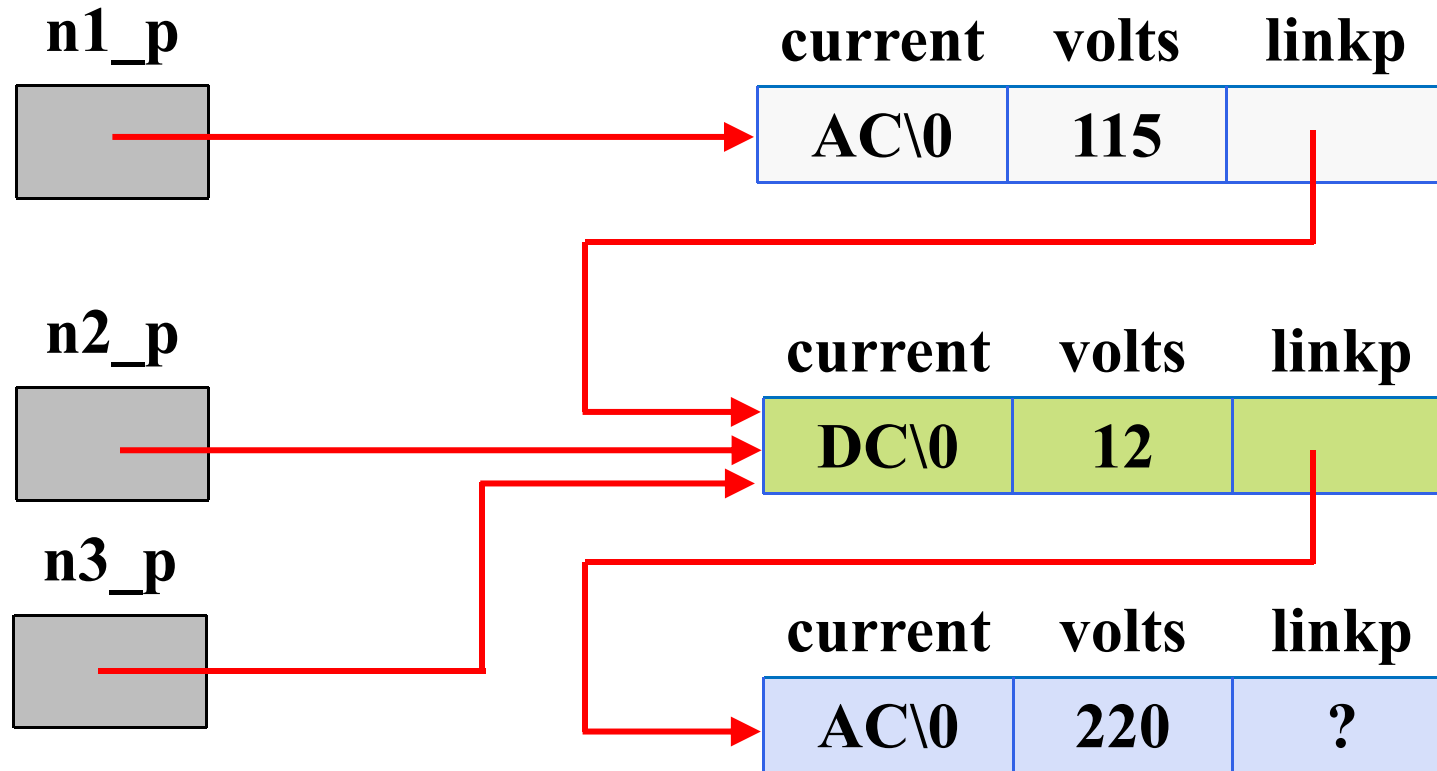 n1_p
current volts linkp
AC\0 115
n2_p
current volts linkp
DC\0 12
n3_p
current volts linkp
AC\0 220 ?